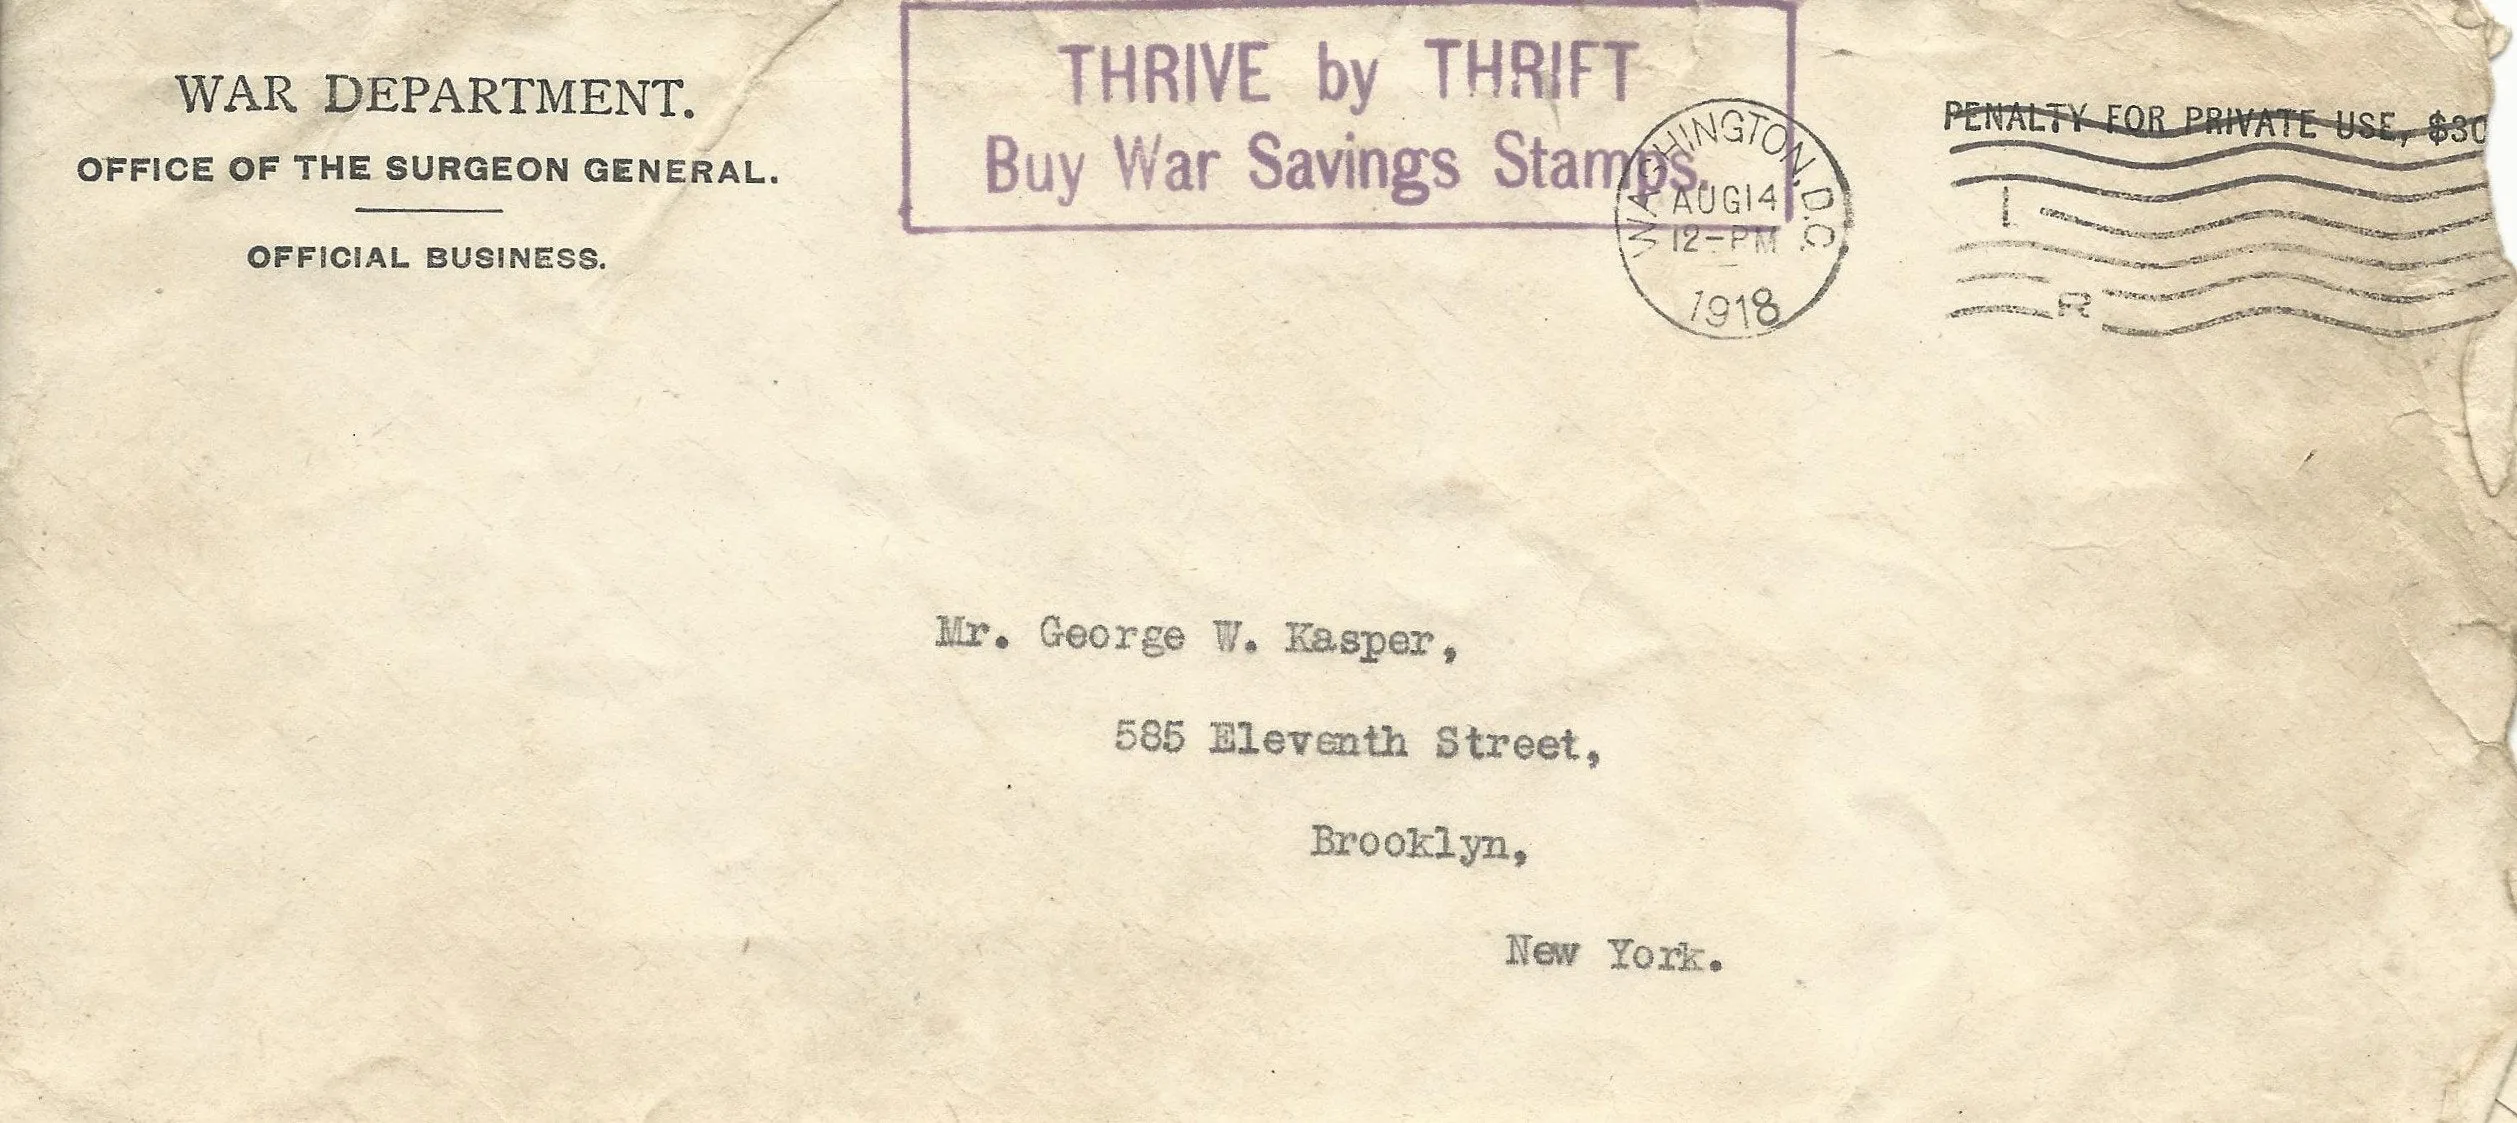 WAR DEPARTMENT.
OFFICE OF THE SURGEON GENERAL.
OFFICIAL BUSINESS.
THRIVE by THRIFT
Buy War Savings Stamps.
WASHINGTON, D.C.
AUG 14
12-PM
1918
PENALTY FOR PRIVATE USE, $30
1
R
Mr. George W. Kasper,
585 Eleventh Street,
Brooklyn,
New York.